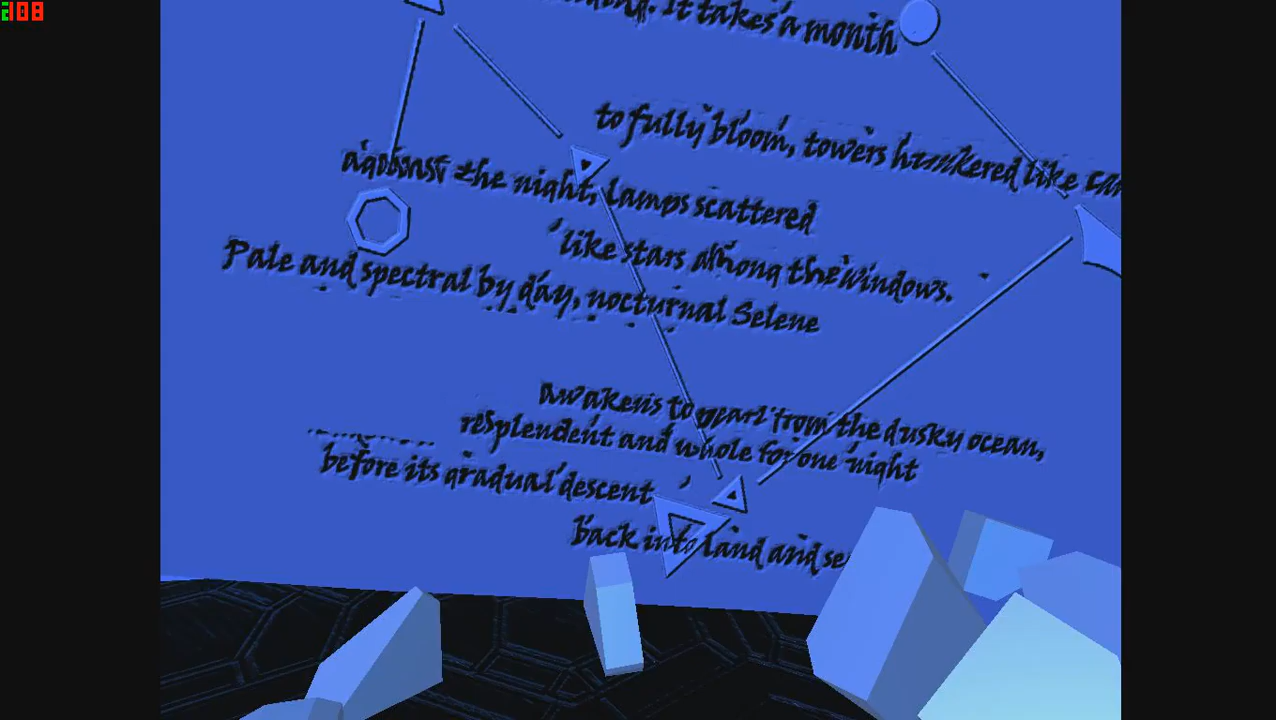 108
It takes a month
to fully bloom, towers hunkered like
against the night, lamps scattered
like stars among the windows.
Pale and spectral by day, nocturnal Selene
awakens to pearl from the dusky ocean,
resplendent and whole for one night
before its gradual descent
back into land and